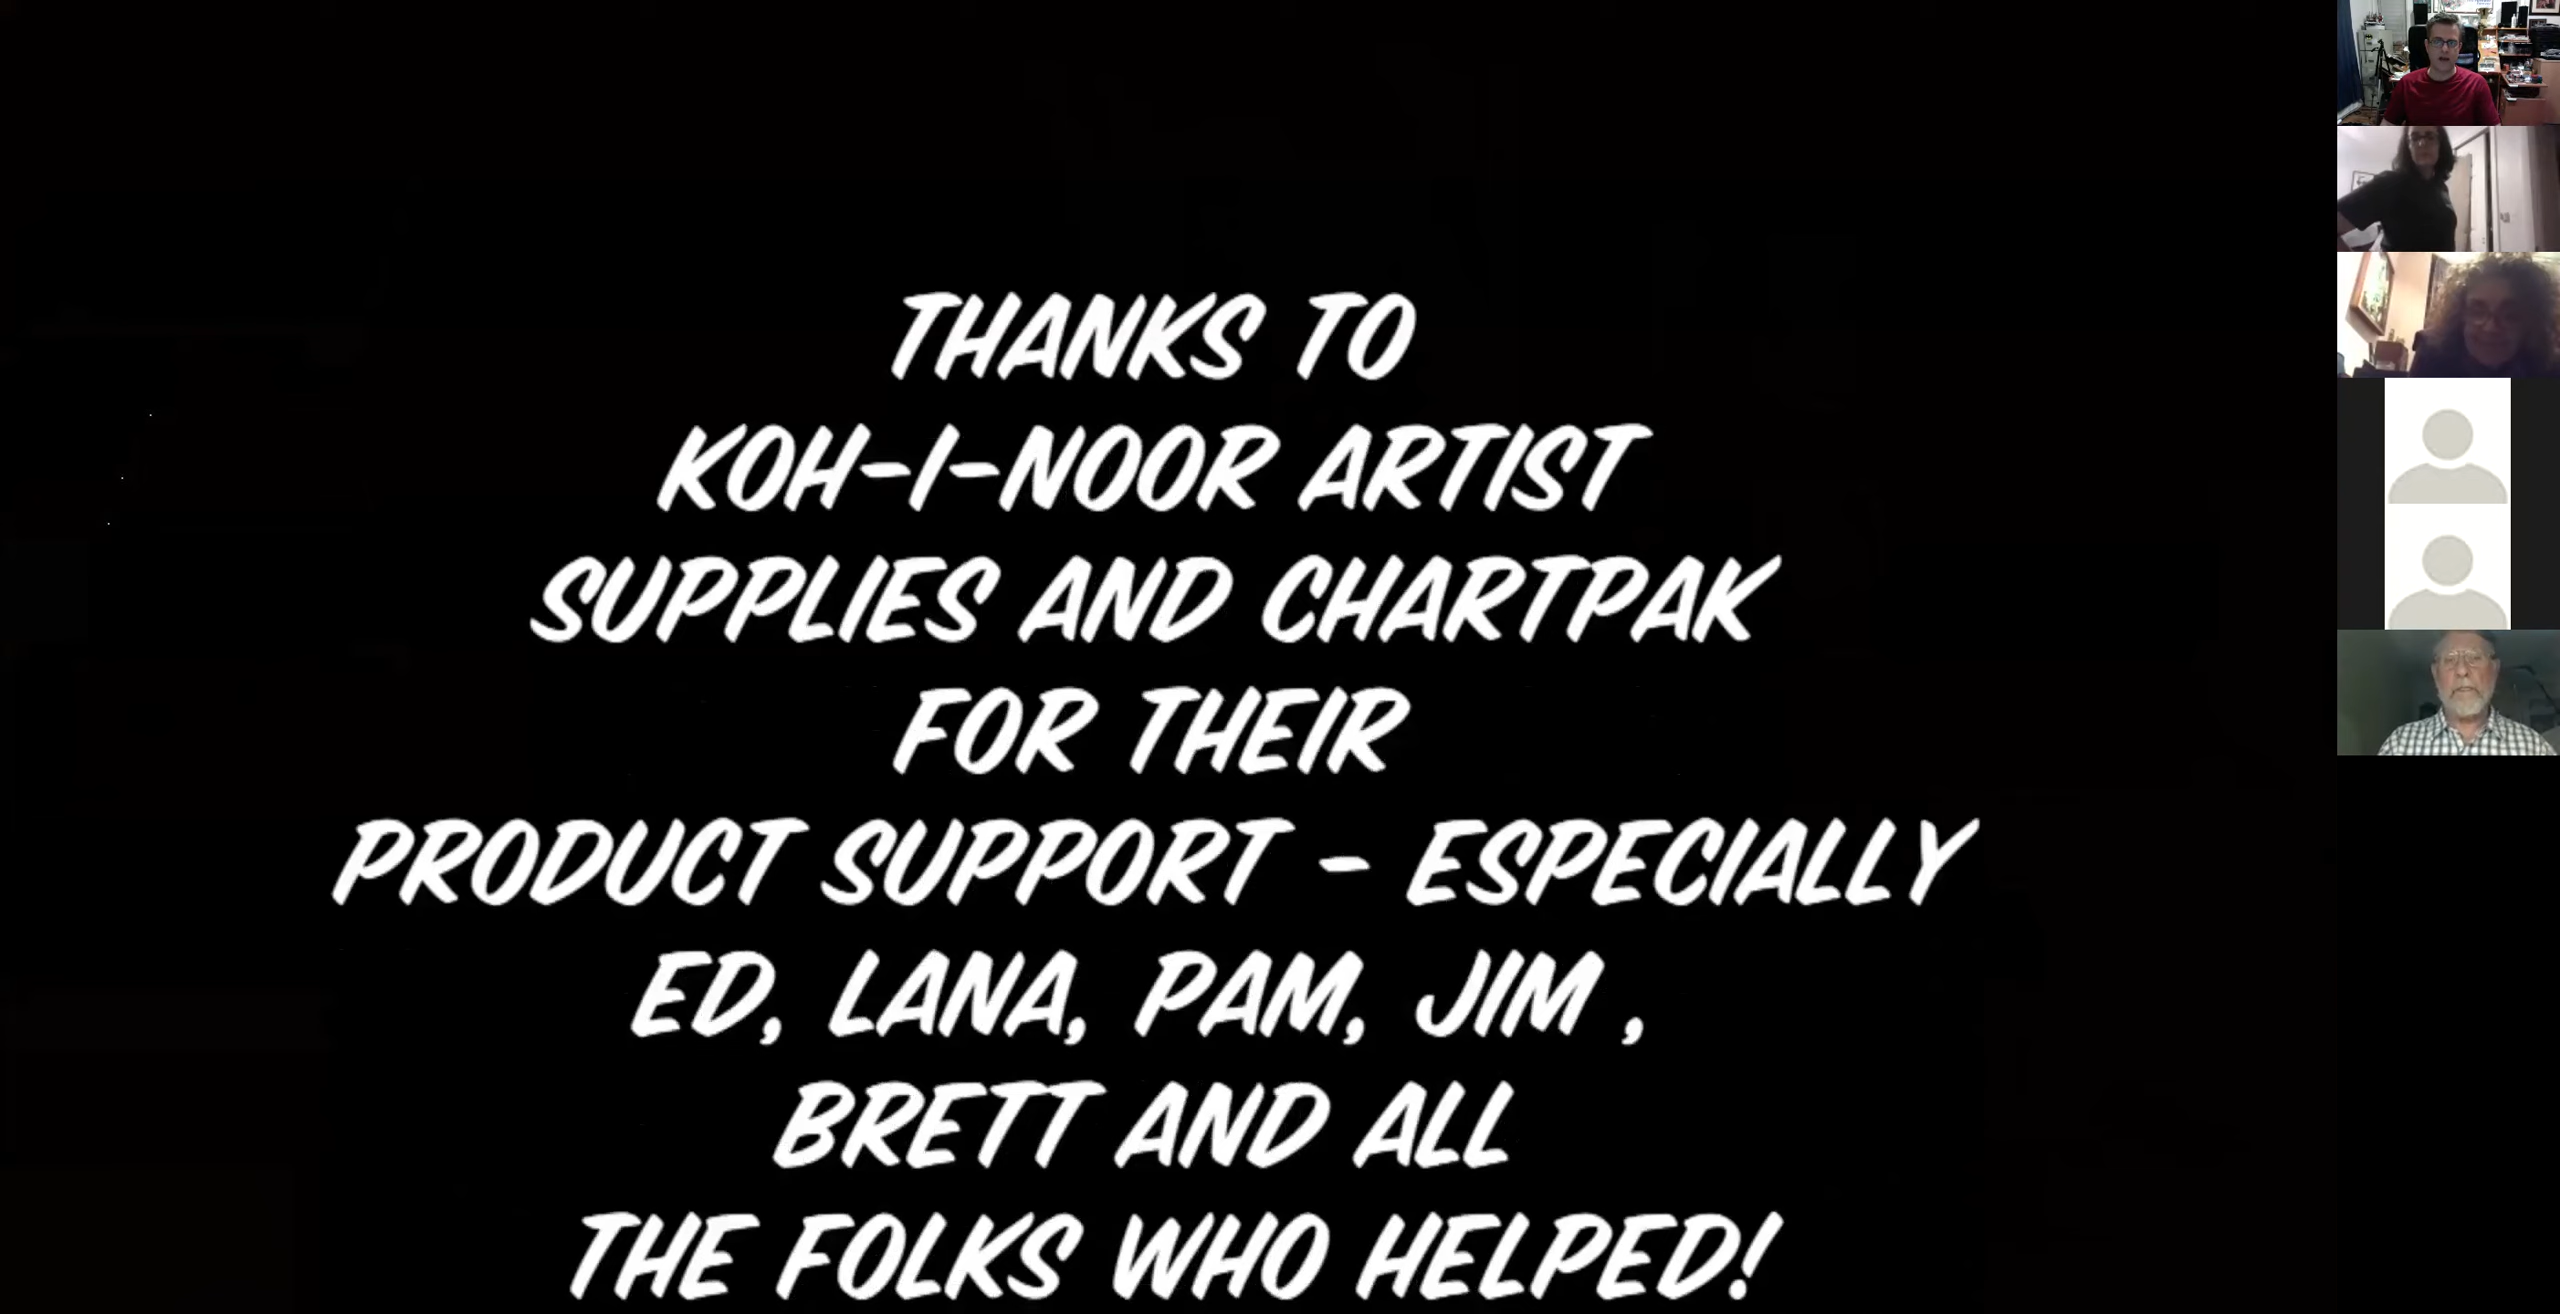 THANKS TO
KOH-I-NOOR ARTIST
SUPPLIES AND CHARTPAK
FOR THEIR
PRODUCT SUPPORT - ESPECIALLY
ED, LANA, PAM, JIM ,
BRETT AND ALL
THE FOLKS WHO HELPED!